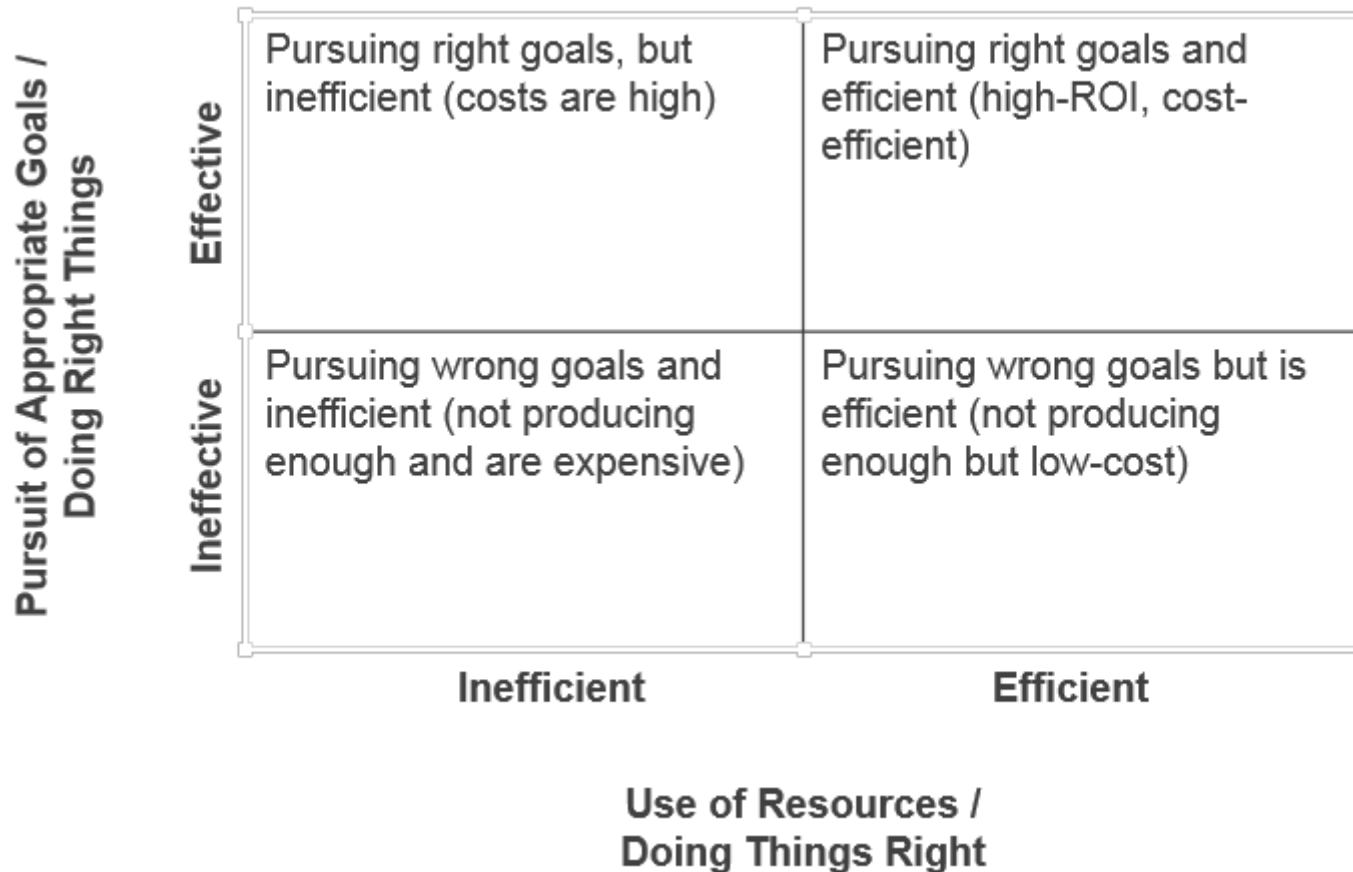 Pursuit of Appropriate Goals /
Doing Right Things
Effective
Pursuing right goals, but
inefficient (costs are high)
Pursuing right goals and
efficient (high-ROI, cost-
efficient)
Ineffective
Pursuing wrong goals and
inefficient (not producing
enough and are expensive)
Pursuing wrong goals but is
efficient (not producing
enough but low-cost)
Inefficient
Efficient
Use of Resources /
Doing Things Right